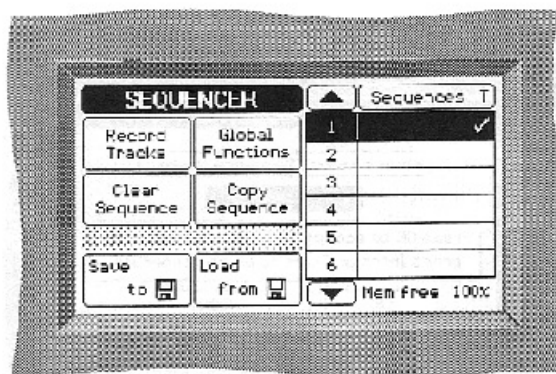 SEQUENCER
Record
Tracks
Global
Functions
Clear
Sequence
Copy
Sequence
Save
to
Load
from
Sequences T
1
2
3
4
5
6
Mem free 100%